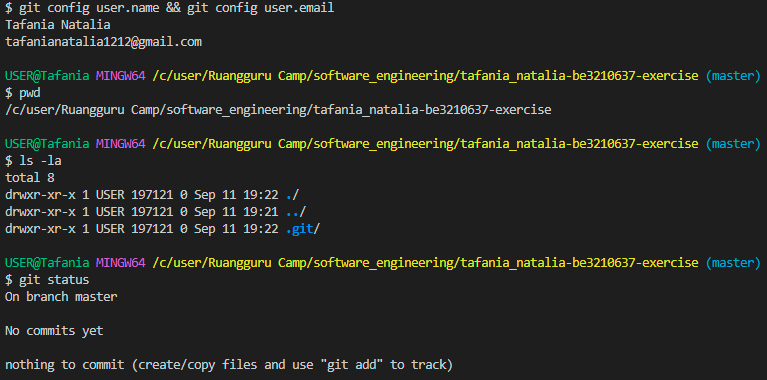 $ git config user.name && git config user.email
Tafania Natalia
tafanianatalia1212@gmail.com
USER@Tafania MINGW64 /c/user/Ruangguru Camp/software_engineering/tafania_natalia-be3210637-exercise (master)
$ pwd
/c/user/Ruangguru Camp/software_engineering/tafania_natalia-be3210637-exercise
USER@Tafania MINGW64 /c/user/Ruangguru Camp/software_engineering/tafania_natalia-be3210637-exercise (master)
$ ls -la
total 8
drwxr-xr-x 1 USER 197121 0 Sep 11 19:22 ./
drwxr-xr-x 1 USER 197121 0 Sep 11 19:21 ../
drwxr-xr-x 1 USER 197121 0 Sep 11 19:22 .git/
USER@Tafania MINGW64 /c/user/Ruangguru Camp/software_engineering/tafania_natalia-be3210637-exercise (master)
$ git status
On branch master
No commits yet
nothing to commit (create/copy files and use "git add" to track)